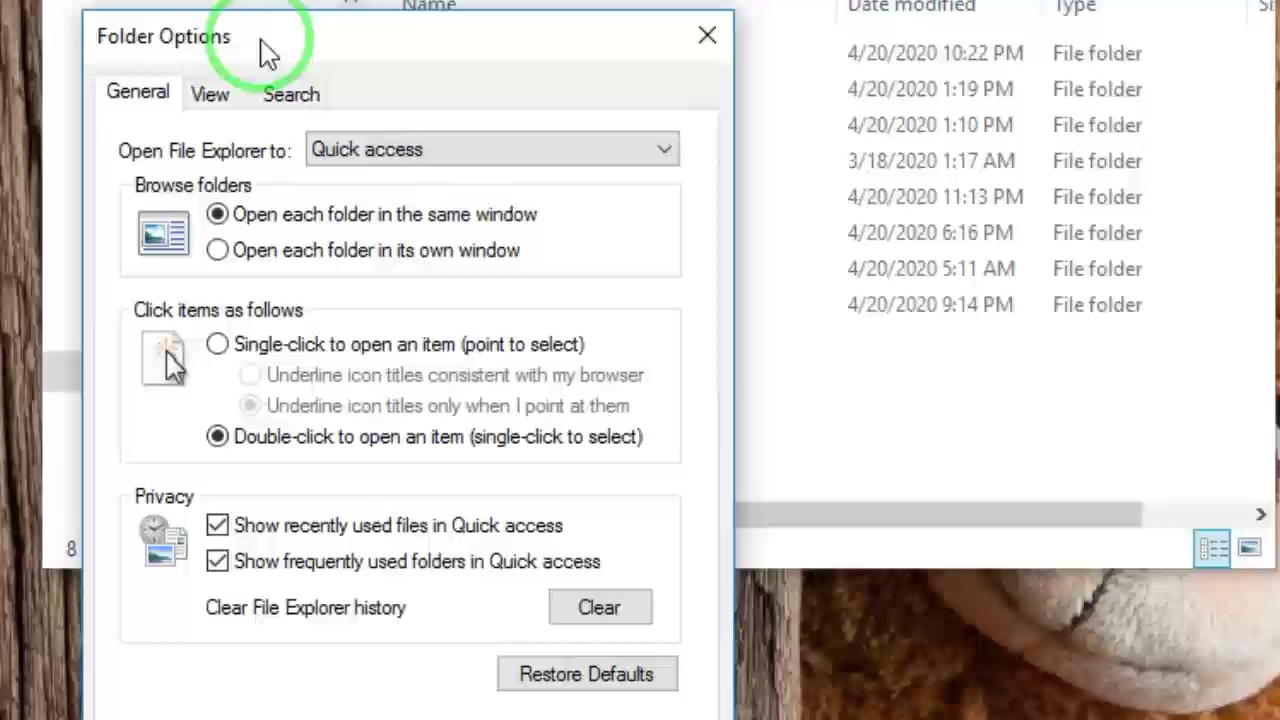 Name
Date modified
Type
Folder Options
General
View
Search
Open File Explorer to:
Quick access
Browse folders
Open each folder in the same window
Open each folder in its own window
Click items as follows
Single-click to open an item (point to select)
Underline icon titles consistent with my browser
Underline icon titles only when I point at them
Double-click to open an item (single-click to select)
Privacy
Show recently used files in Quick access
Show frequently used folders in Quick access
Clear File Explorer history
Clear
Restore Defaults
4/20/2020 10:22 PM File folder
4/20/2020 1:19 PM File folder
4/20/2020 1:10 PM File folder
3/18/2020 1:17 AM File folder
4/20/2020 11:13 PM File folder
4/20/2020 6:16 PM File folder
4/20/2020 5:11 AM File folder
4/20/2020 9:14 PM File folder
8